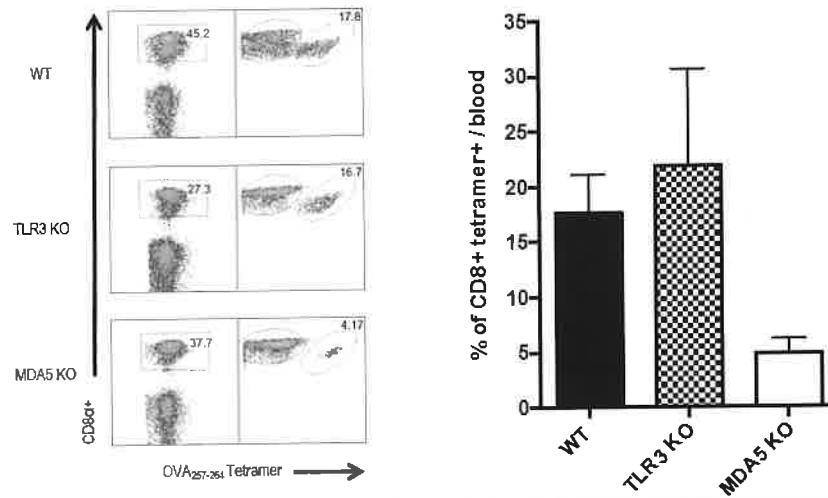 WT
45.2
17.8
TLR3 KO
27.3
16.7
MDA5 KO
37.7
4.17
CD8α+
OVA257-264 Tetramer
% of CD8+ tetramer+ / blood
40
35
30
25
20
15
10
5
0
WT
TLR3 KO
MDA5 KO